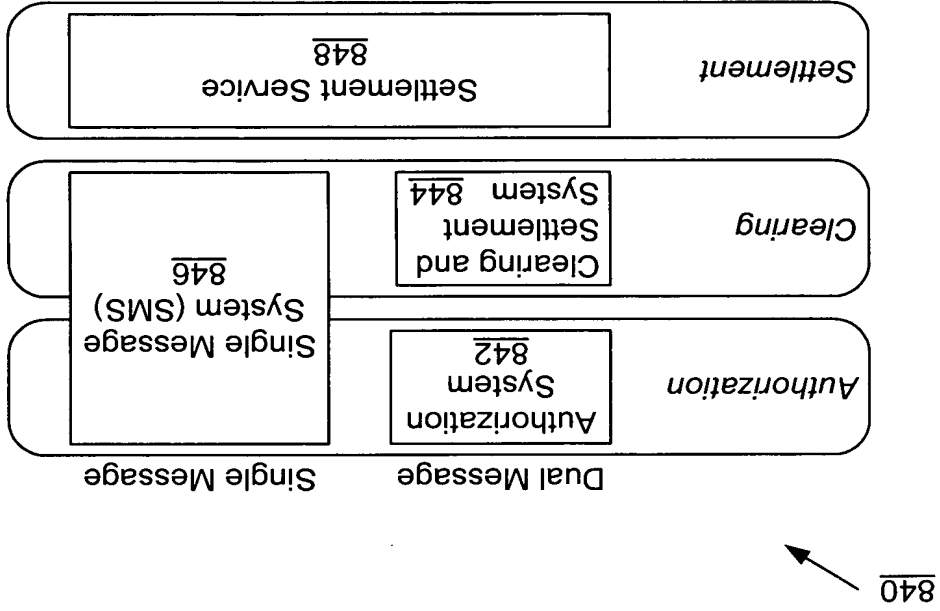 840
Dual Message
Single Message
Authorization
Authorization
System
842
Single Message
System (SMS)
846
Clearing
Clearing and
Settlement
System 844
Settlement
Settlement Service
848